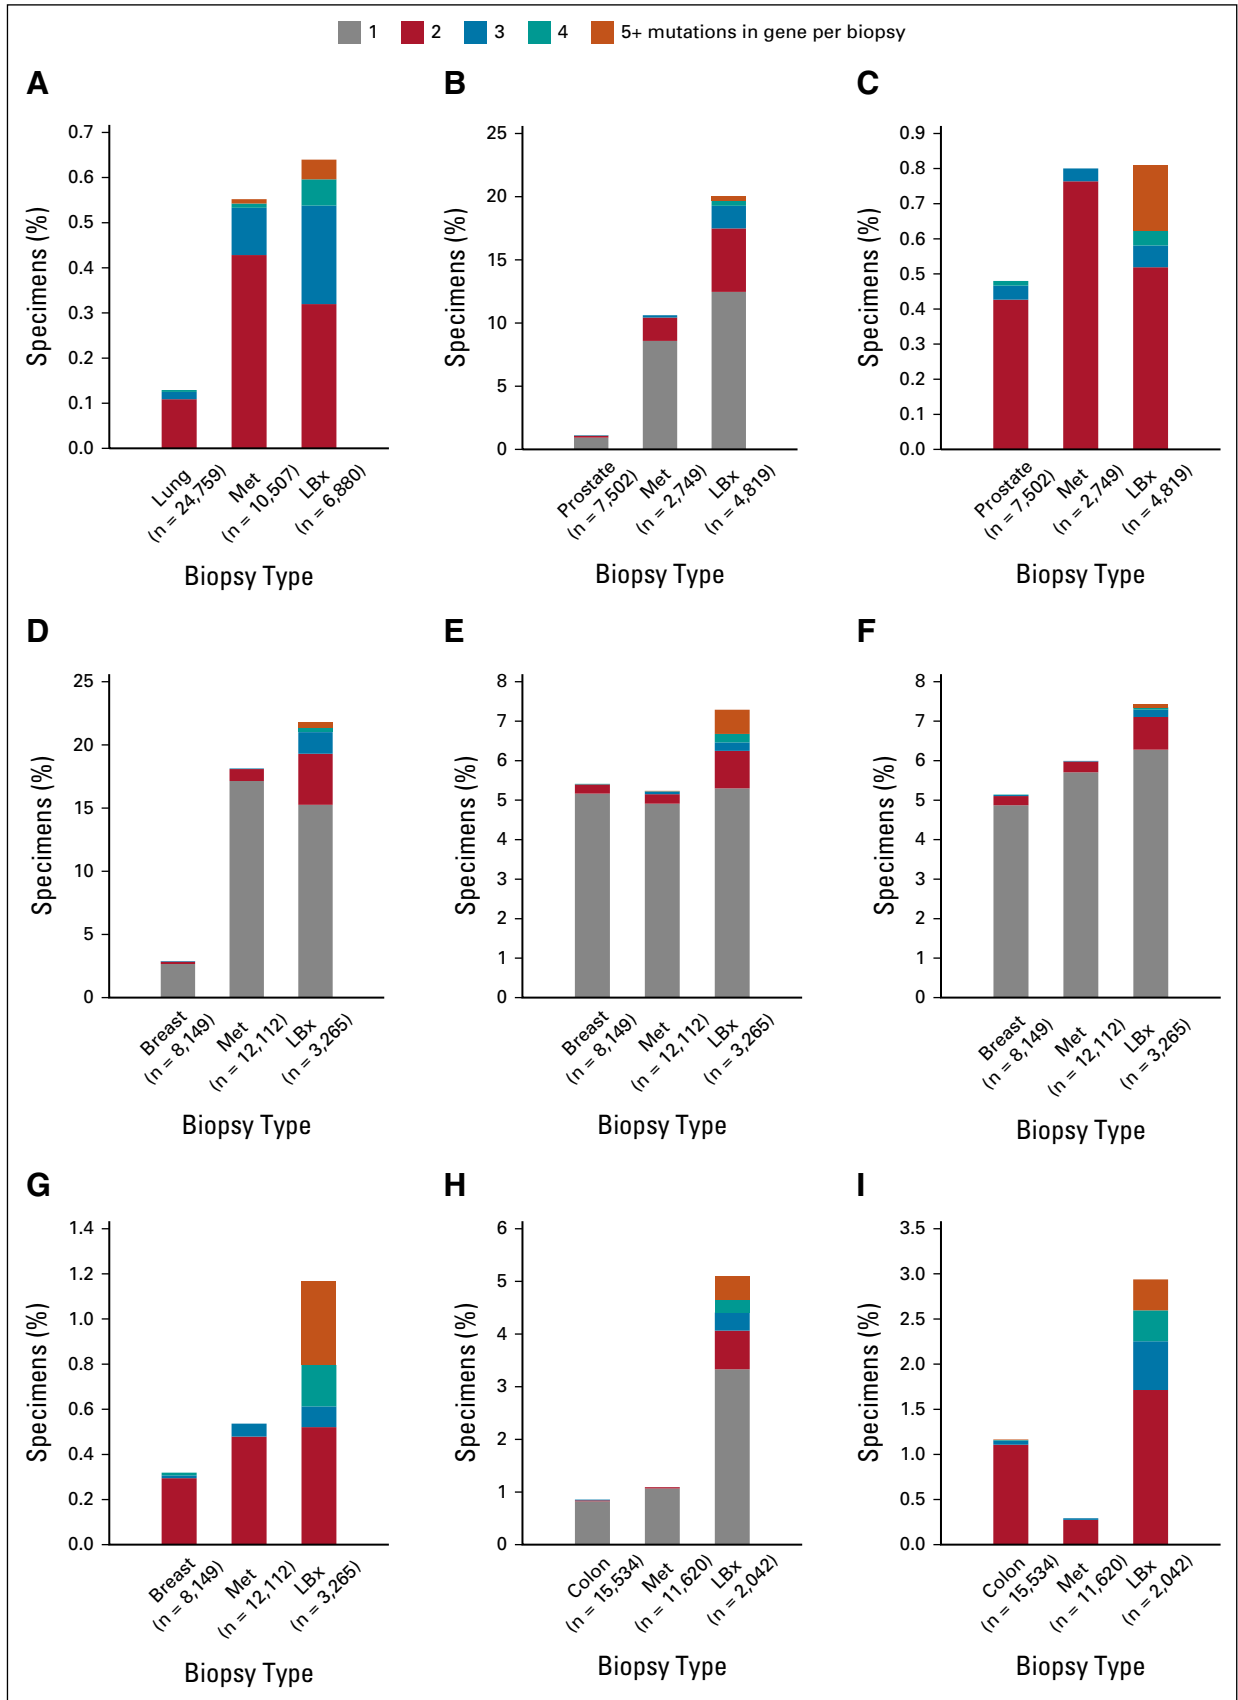 1 2 3 4 5+ mutations in gene per biopsy
A
Specimens (%)
0.7
0.6
0.5
0.4
0.3
0.2
0.1
0.0
Lung
(n = 24,759)
Met
(n = 10,507)
LBx
(n = 6,880)
Biopsy Type
B
Specimens (%)
25
20
15
10
5
0
Prostate
(n = 7,502)
Met
(n = 2,749)
LBx
(n = 4,819)
Biopsy Type
C
Specimens (%)
0.9
0.8
0.7
0.6
0.5
0.4
0.3
0.2
0.1
0.0
Prostate
(n = 7,502)
Met
(n = 2,749)
LBx
(n = 4,819)
Biopsy Type
D
Specimens (%)
25
20
15
10
5
0
Breast
(n = 8,149)
Met
(n = 12,112)
LBx
(n = 3,265)
Biopsy Type
E
Specimens (%)
8
7
6
5
4
3
2
1
0
Breast
(n = 8,149)
Met
(n = 12,112)
LBx
(n = 3,265)
Biopsy Type
F
Specimens (%)
8
7
6
5
4
3
2
1
0
Breast
(n = 8,149)
Met
(n = 12,112)
LBx
(n = 3,265)
Biopsy Type
G
Specimens (%)
1.4
1.2
1.0
0.8
0.6
0.4
0.2
0.0
Breast
(n = 8,149)
Met
(n = 12,112)
LBx
(n = 3,265)
Biopsy Type
H
Specimens (%)
6
5
4
3
2
1
0
Colon
(n = 15,534)
Met
(n = 11,620)
LBx
(n = 2,042)
Biopsy Type
I
Specimens (%)
3.5
3.0
2.5
2.0
1.5
1.0
0.5
0.0
Colon
(n = 15,534)
Met
(n = 11,620)
LBx
(n = 2,042)
Biopsy Type